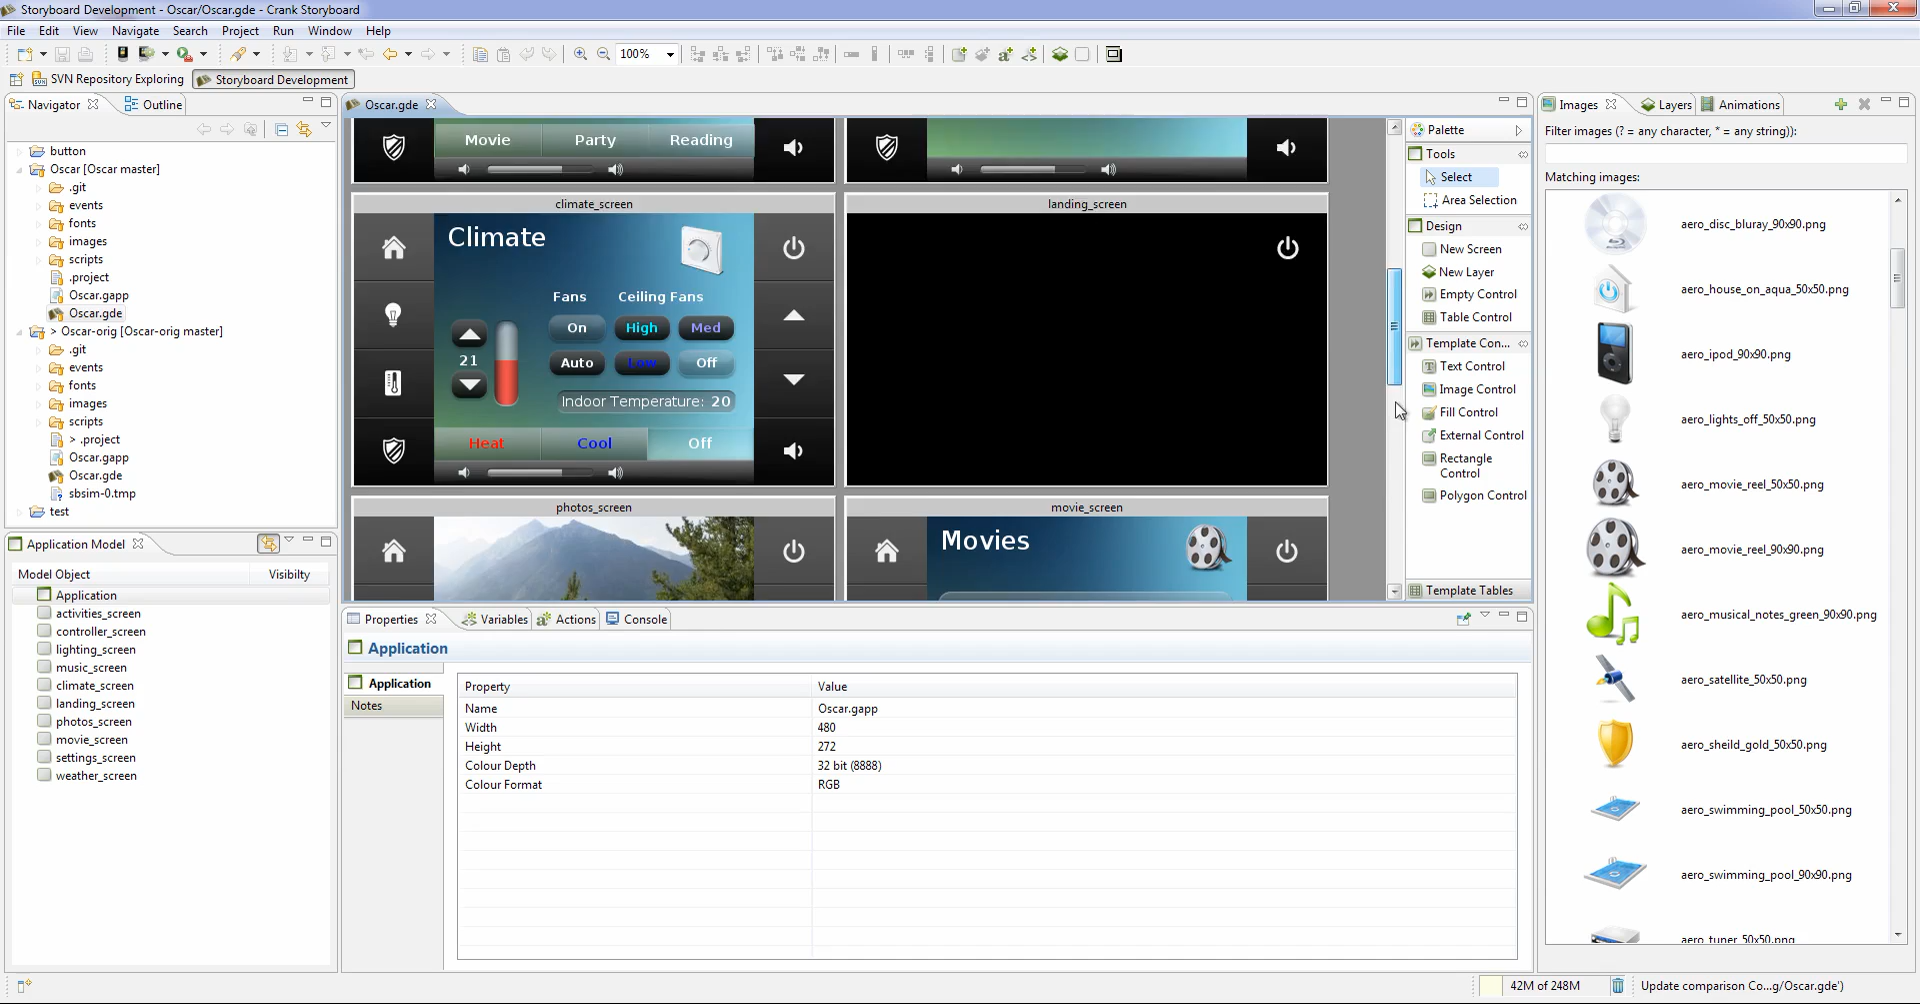 Storyboard Development - Oscar/Oscar.gde - Crank Storyboard
File Edit View Navigate Search Project Run Window Help
100%
SVN Repository Exploring Storyboard Development
Navigator Outline
button
Oscar [Oscar master]
.git
events
fonts
images
scripts
.project
Oscar.gapp
Oscar.gde
> Oscar-orig [Oscar-orig master]
.git
events
fonts
images
scripts
> .project
Oscar.gapp
Oscar.gde
sbsim-0.tmp
test
Application Model
Model Object Visibilty
Application
activities_screen
controller_screen
lighting_screen
music_screen
climate_screen
landing_screen
photos_screen
movie_screen
settings_screen
weather_screen
Oscar.gde
Movie Party Reading
climate_screen
Climate
Fans Ceiling Fans
On High Med
21
Auto Low Off
Indoor Temperature: 20
Heat Cool Off
landing_screen
photos_screen
movie_screen
Movies
Palette
Tools
Select
Area Selection
Design
New Screen
New Layer
Empty Control
Table Control
Template Con...
Text Control
Image Control
Fill Control
External Control
Rectangle
Control
Polygon Control
Template Tables
Properties Variables Actions Console
Application
Application
Notes
Property Value
Name Oscar.gapp
Width 480
Height 272
Colour Depth 32 bit (8888)
Colour Format RGB
Images Layers Animations
Filter images (? = any character, * = any string)):
Matching images:
aero_disc_bluray_90x90.png
aero_house_on_aqua_50x50.png
aero_ipod_90x90.png
aero_lights_off_50x50.png
aero_movie_reel_50x50.png
aero_movie_reel_90x90.png
aero_musical_notes_green_90x90.png
aero_satellite_50x50.png
aero_sheild_gold_50x50.png
aero_swimming_pool_50x50.png
aero_swimming_pool_90x90.png
aero_tuner_50x50.png
42M of 248M
Update comparison Co...g/Oscar.gde')